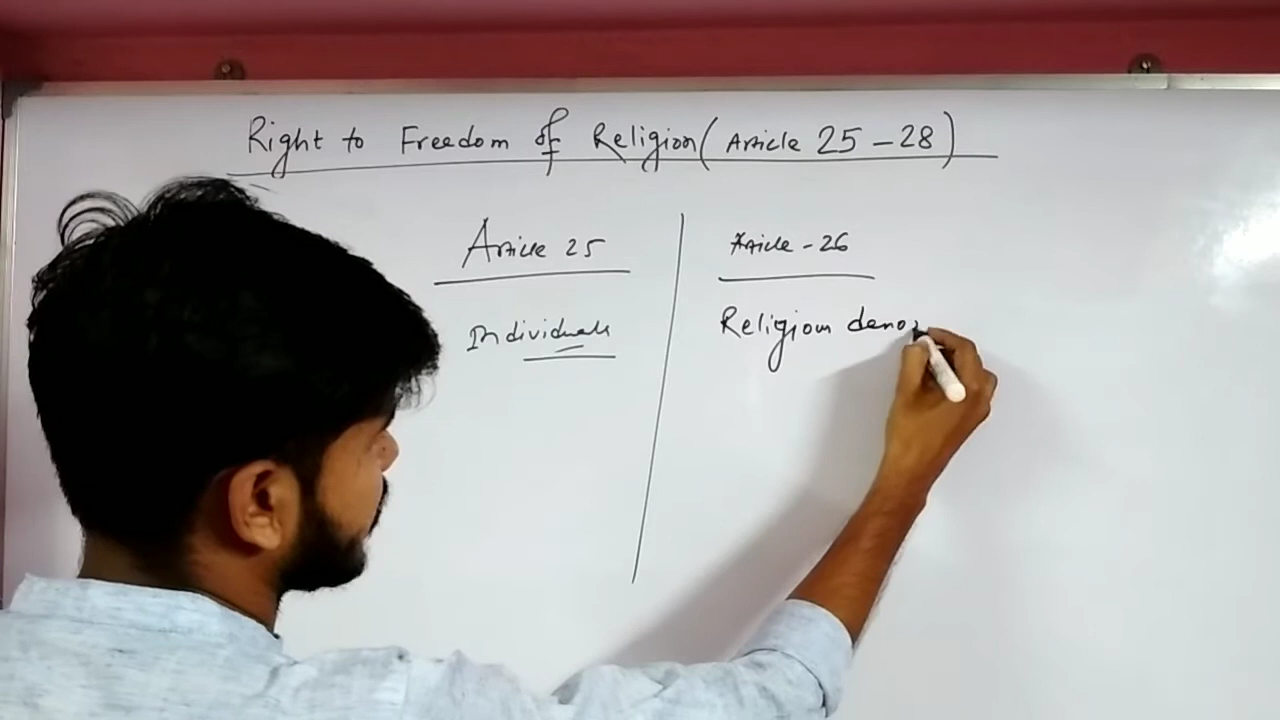 Right to Freedom of Religion (Article 25 - 28)
Article 25
Individuals
Article - 26
Religious deno